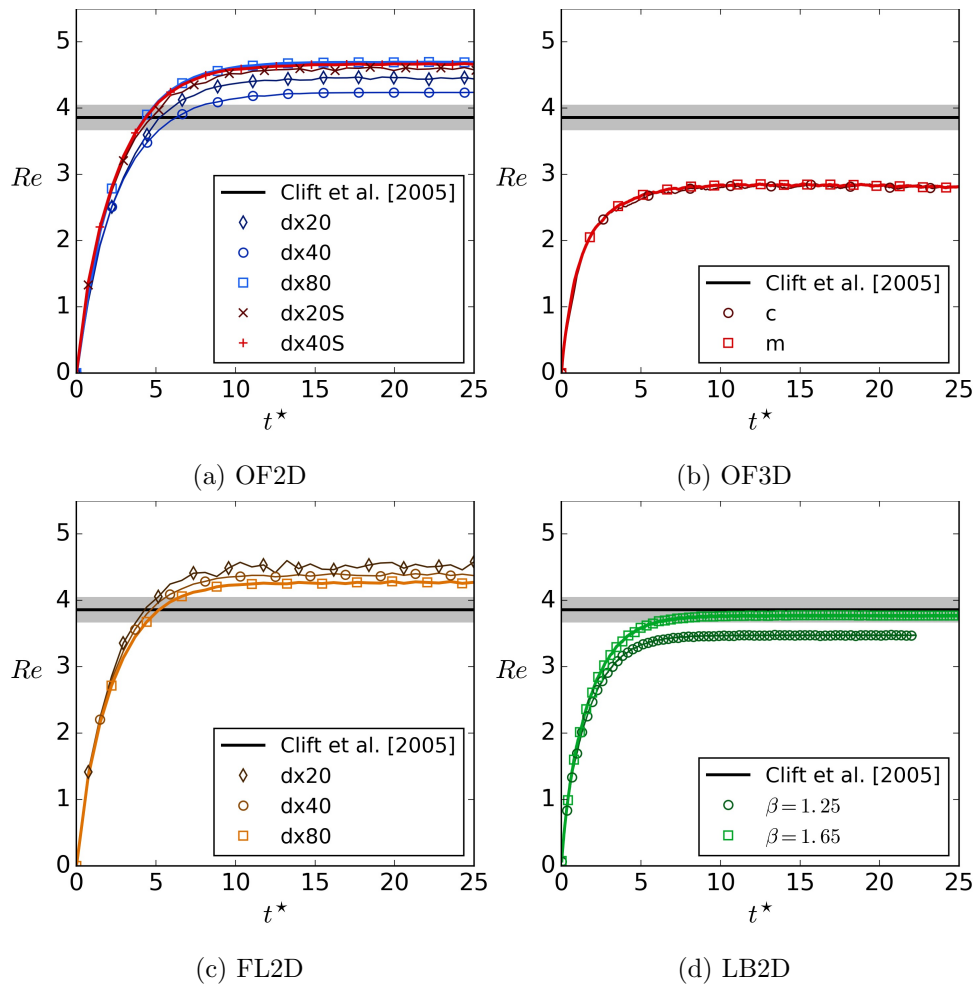 5
4
3
2
1
0
Re
0 5 10 15 20 25
t⋆
Clift et al. [2005]
dx20
dx40
dx80
dx20S
dx40S
(a) OF2D
5
4
3
2
1
0
Re
0 5 10 15 20 25
t⋆
Clift et al. [2005]
c
m
(b) OF3D
5
4
3
2
1
0
Re
0 5 10 15 20 25
t⋆
Clift et al. [2005]
dx20
dx40
dx80
(c) FL2D
5
4
3
2
1
0
Re
0 5 10 15 20 25
t⋆
Clift et al. [2005]
β=1.25
β=1.65
(d) LB2D